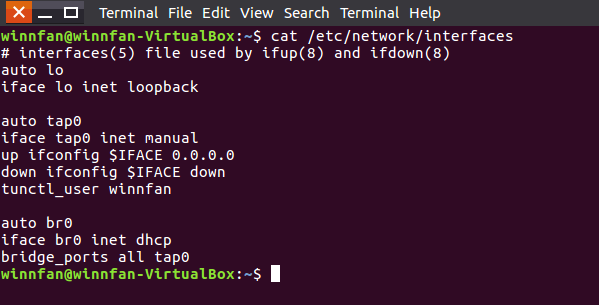 Terminal File Edit View Search Terminal Help
winnfan@winnfan-VirtualBox:~$ cat /etc/network/interfaces
# interfaces(5) file used by ifup(8) and ifdown(8)
auto lo
iface lo inet loopback

auto tap0
iface tap0 inet manual
up ifconfig $IFACE 0.0.0.0
down ifconfig $IFACE down
tunctl_user winnfan

auto br0
iface br0 inet dhcp
bridge_ports all tap0
winnfan@winnfan-VirtualBox:~$